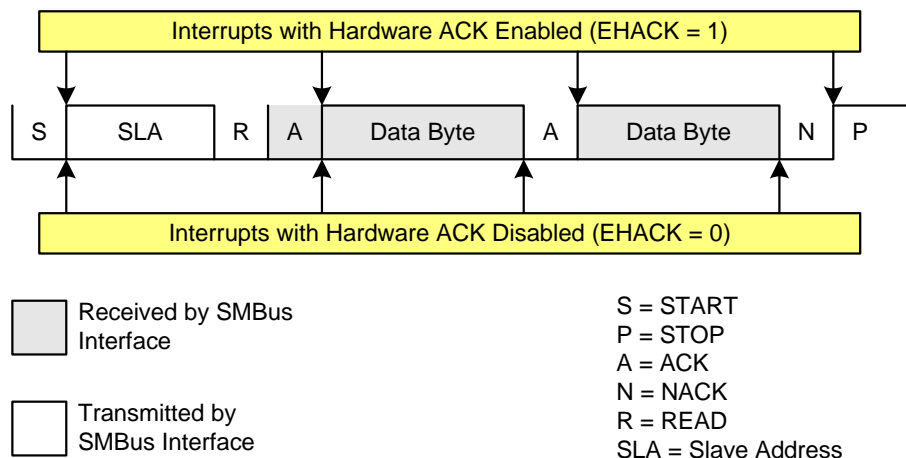 Interrupts with Hardware ACK Enabled (EHACK = 1)
S SLA R A Data Byte A Data Byte N P
Interrupts with Hardware ACK Disabled (EHACK = 0)
Received by SMBus
Interface
Transmitted by
SMBus Interface
S = START
P = STOP
A = ACK
N = NACK
R = READ
SLA = Slave Address